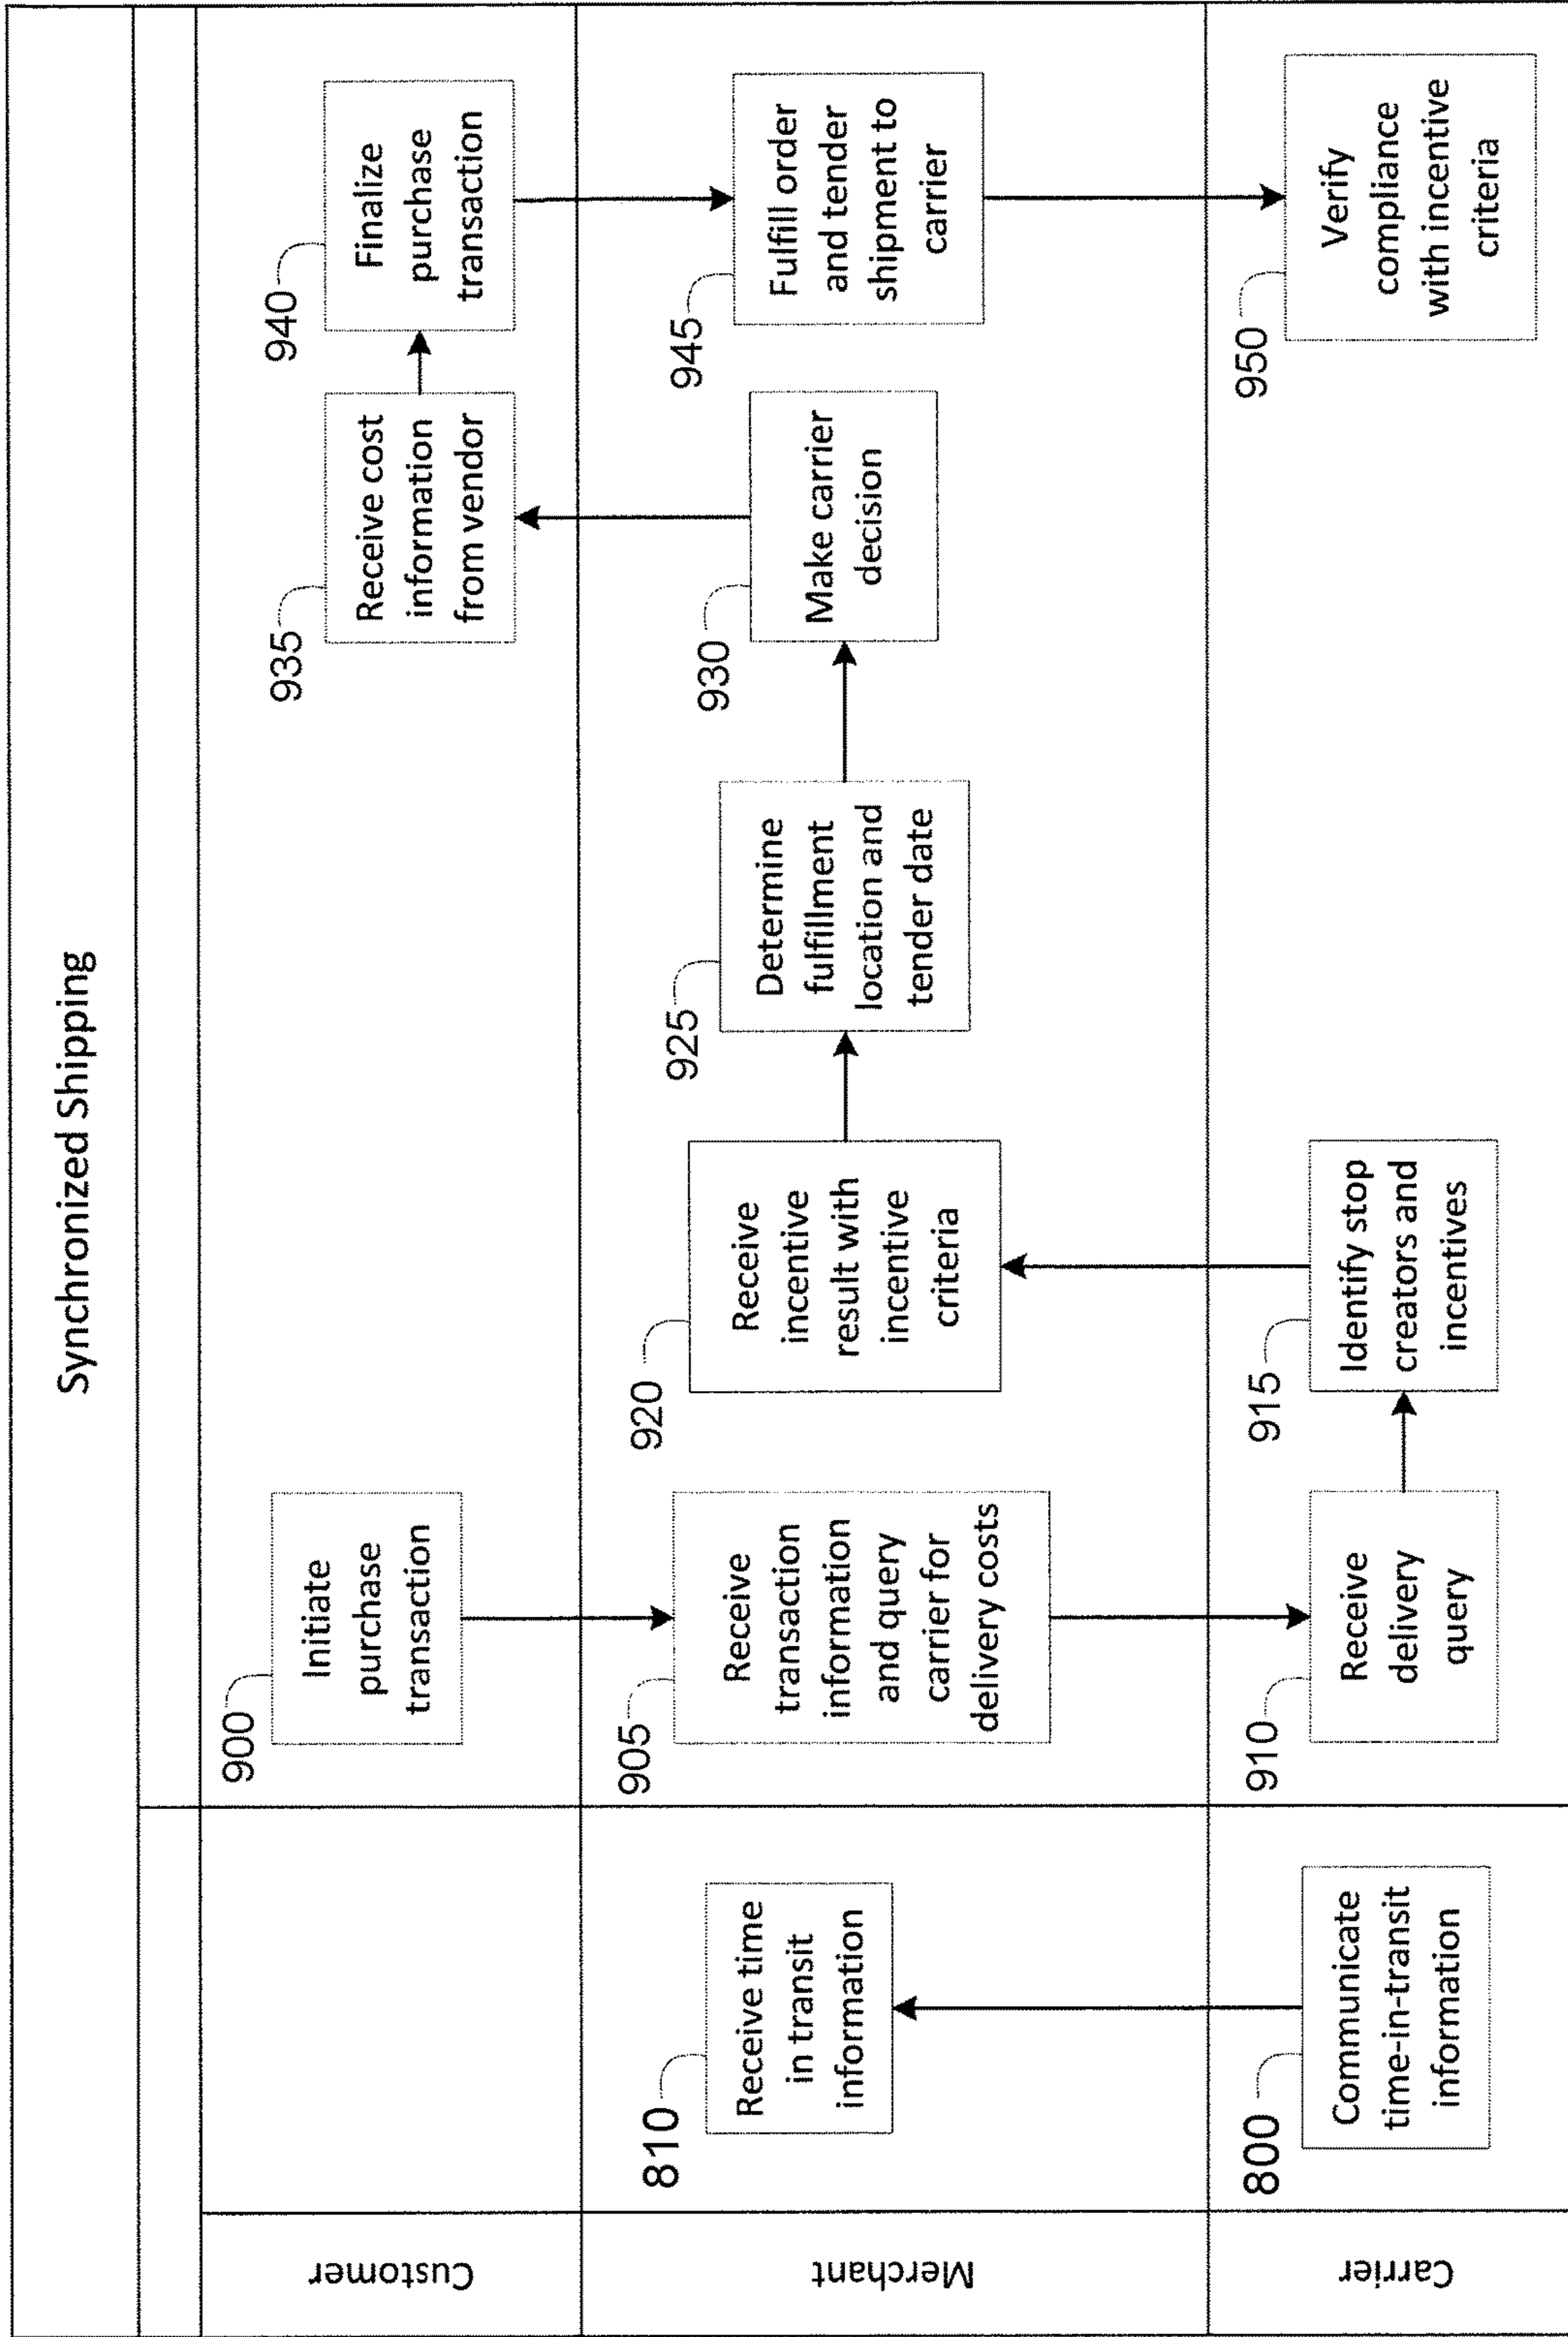 Synchronized Shipping
Customer
900
Initiate
purchase
transaction
935
Receive cost
information
from vendor
940
Finalize
purchase
transaction
Merchant
810
Receive time
in transit
information
905
Receive
transaction
information
and query
carrier for
delivery costs
920
Receive
incentive
result with
incentive
criteria
925
Determine
fulfillment
location and
tender date
930
Make carrier
decision
945
Fulfill order
and tender
shipment to
carrier
Carrier
800
Communicate
time-in-transit
information
910
Receive
delivery
query
915
Identify stop
creators and
incentives
950
Verify
compliance
with incentive
criteria